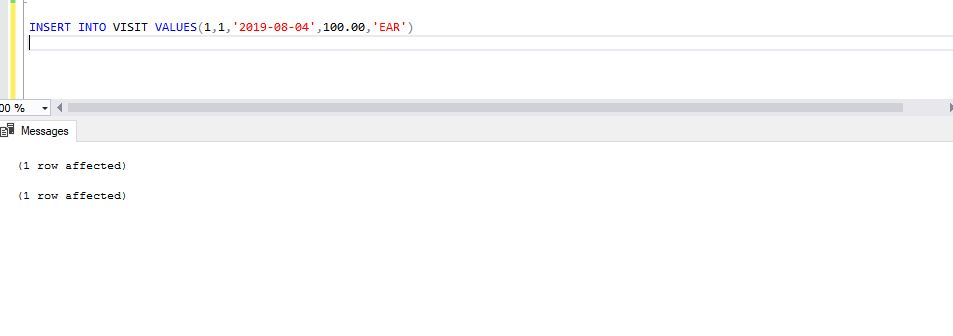 INSERT INTO VISIT VALUES(1,1,'2019-08-04',100.00,'EAR')
00 %
Messages
(1 row affected)
(1 row affected)